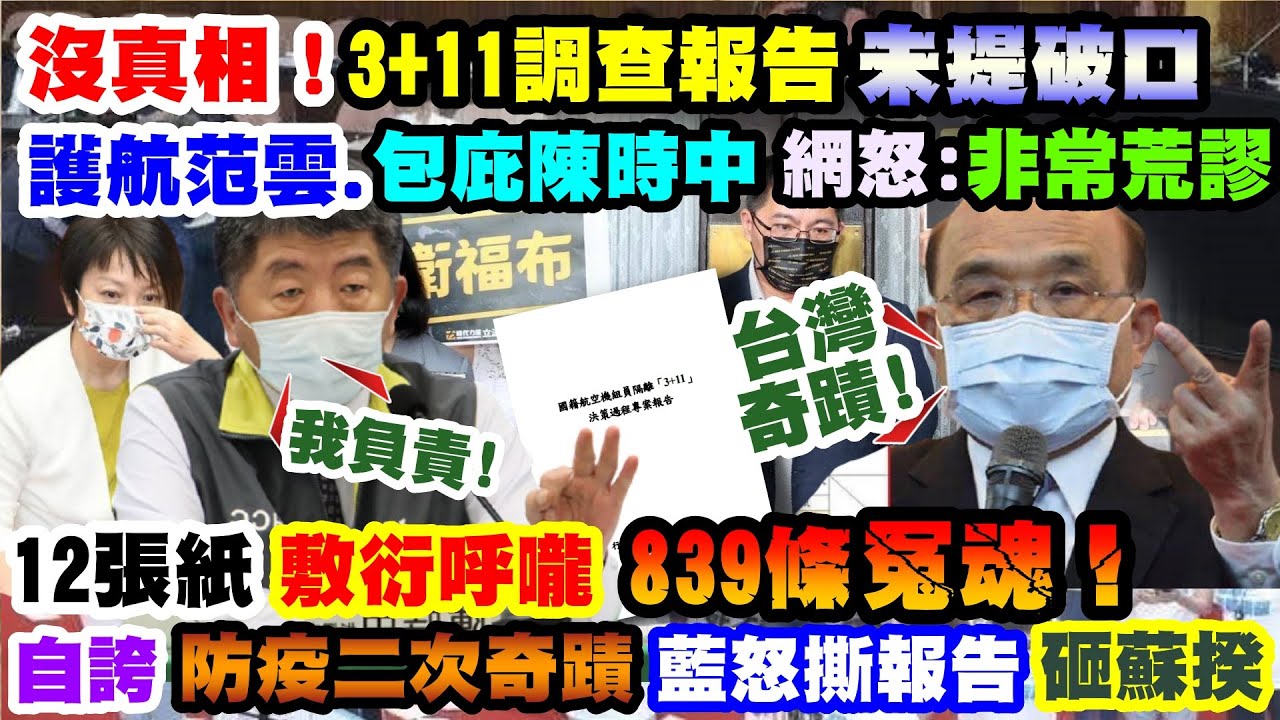 沒真相！3+11調查報告 未提破口
護航范雲.包庇陳時中 網怒:非常荒謬
衛福布
國籍航空機組員隔離「3+11」
決策過程專案報告
台灣
奇蹟!
我負責!
12張紙 敷衍呼嚨 839條冤魂！
自誇 防疫二次奇蹟 藍怒撕報告 砸蘇揆